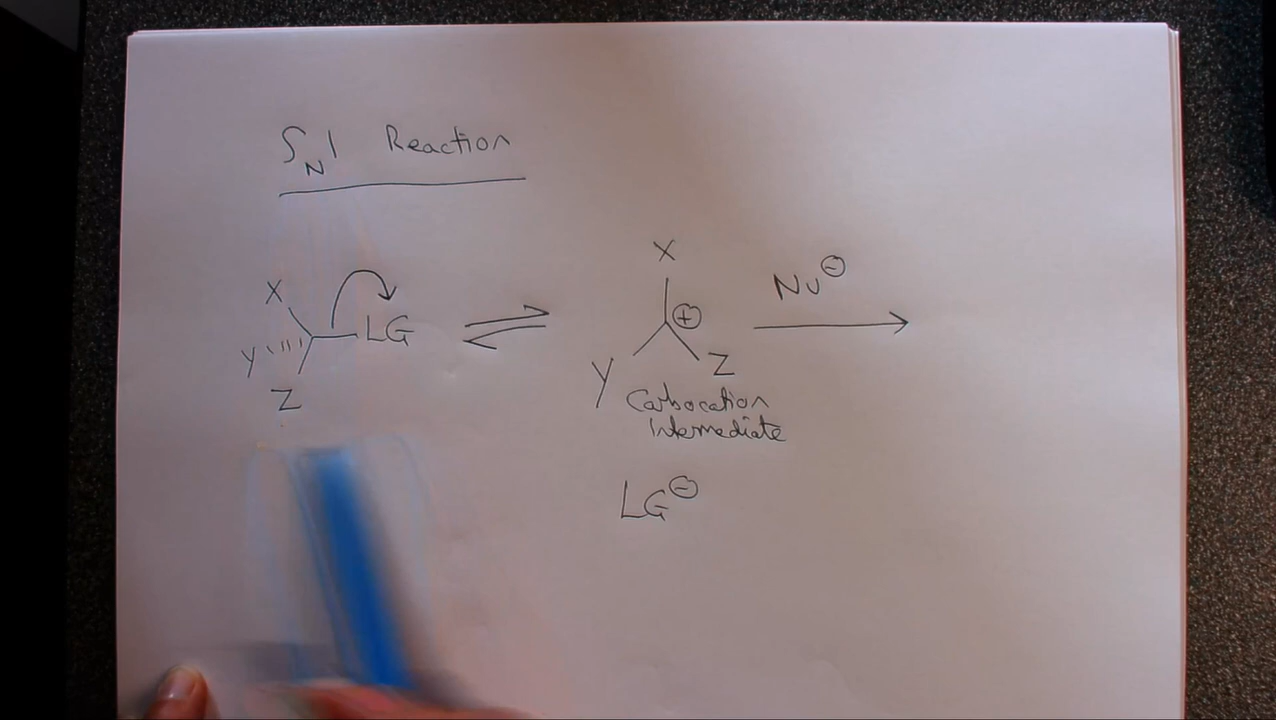 SN1 Reaction
X
Y
Z
LG
X
⊕
Y
Z
Carbocation
Intermediate
LG⊖
Nu⊖